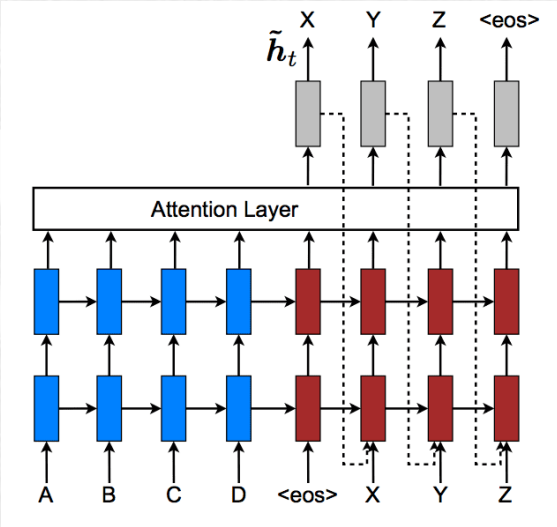 X Y Z <eos>
h̃ₜ
Attention Layer
A B C D <eos> X Y Z